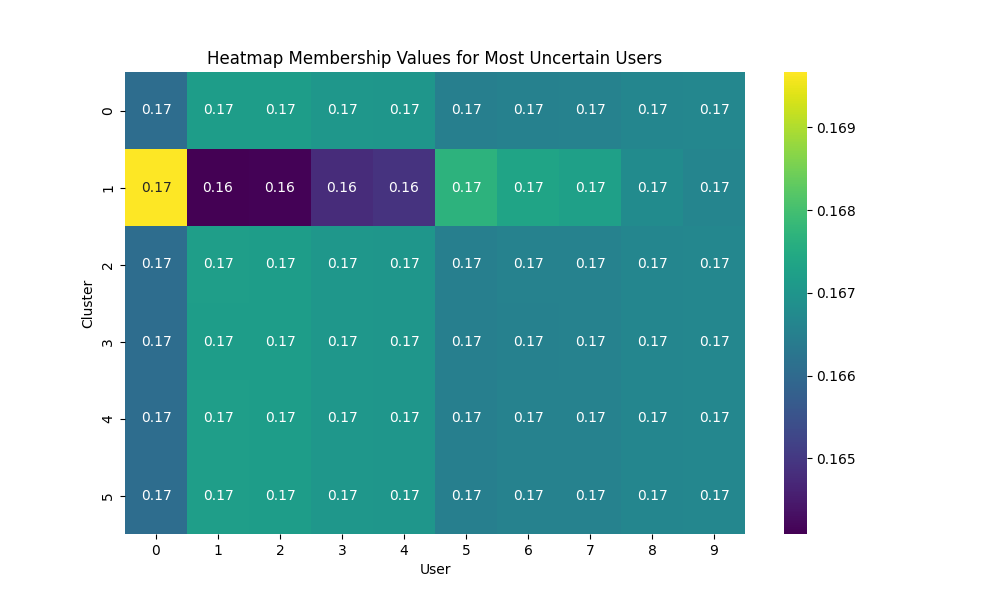 Heatmap Membership Values for Most Uncertain Users
0 0.17 0.17 0.17 0.17 0.17 0.17 0.17 0.17 0.17 0.17
1 0.17 0.16 0.16 0.16 0.16 0.17 0.17 0.17 0.17 0.17
2 0.17 0.17 0.17 0.17 0.17 0.17 0.17 0.17 0.17 0.17
3 0.17 0.17 0.17 0.17 0.17 0.17 0.17 0.17 0.17 0.17
4 0.17 0.17 0.17 0.17 0.17 0.17 0.17 0.17 0.17 0.17
5 0.17 0.17 0.17 0.17 0.17 0.17 0.17 0.17 0.17 0.17
0 1 2 3 4 5 6 7 8 9
User
Cluster
0.169
0.168
0.167
0.166
0.165